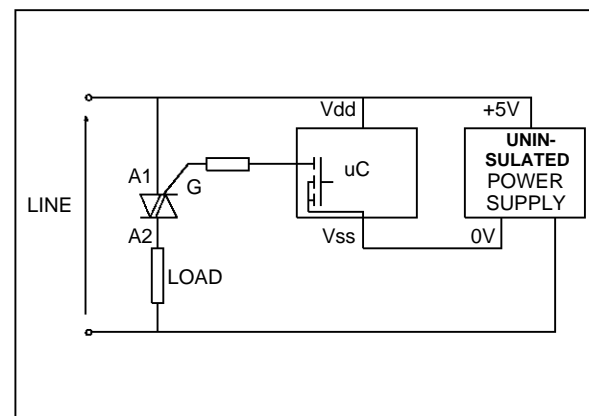 Vdd
+5V
UNIN-
SULATED
POWER
SUPPLY
uC
A1
G
LINE
A2
Vss
0V
LOAD